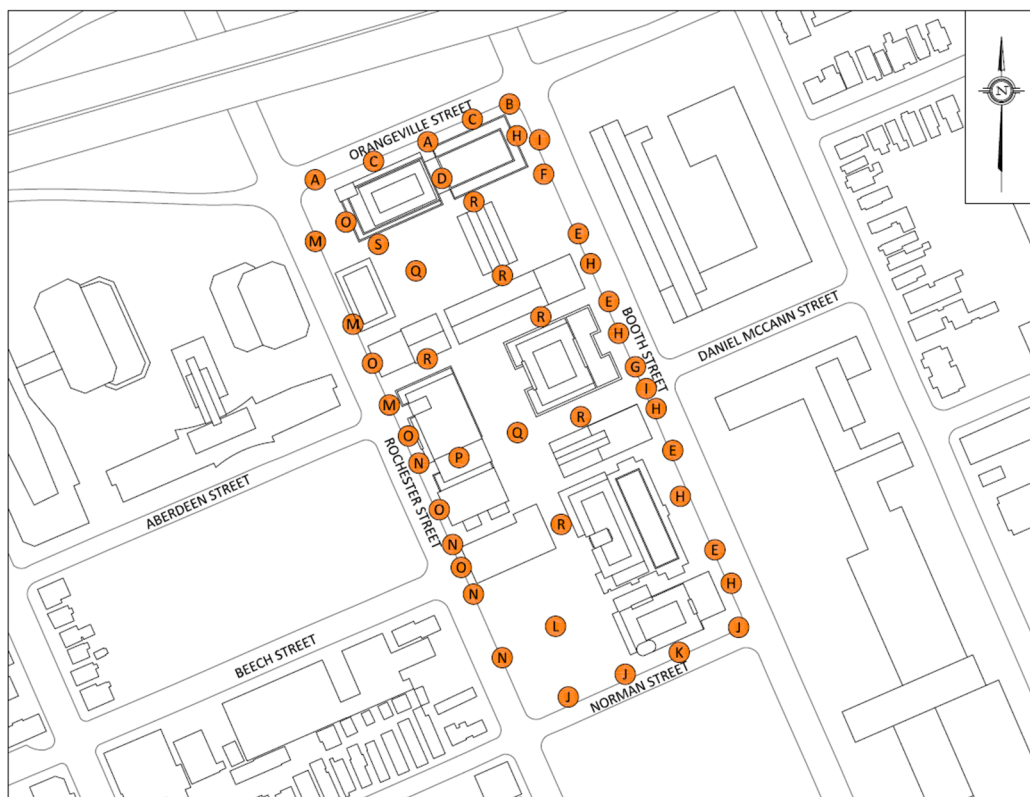 N
ORANGEVILLE STREET
B
C
A
H
I
C
F
A
D
R
O
M
S
E
Q
H
R
E
M
R
H
BOOTH STREET
DANIEL MCCANN STREET
R
O
G
I
M
H
R
O
Q
E
N
P
ROCHESTER STREET
ABERDEEN STREET
H
O
R
N
E
O
H
N
L
J
BEECH STREET
K
N
J
NORMAN STREET
J